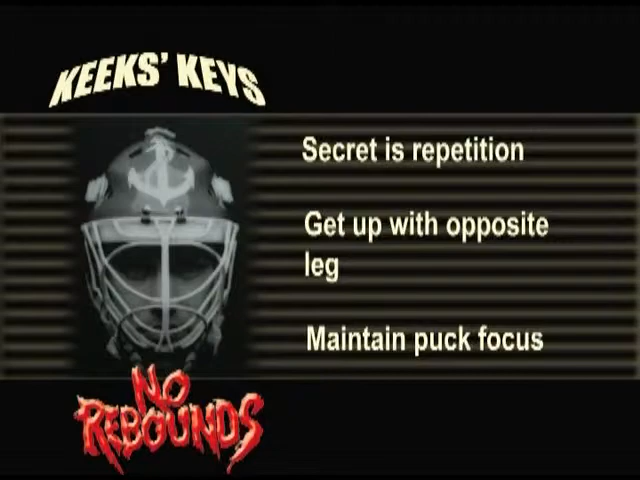 KEEKS' KEYS
Secret is repetition
Get up with opposite
leg
Maintain puck focus
NO
REBOUNDS